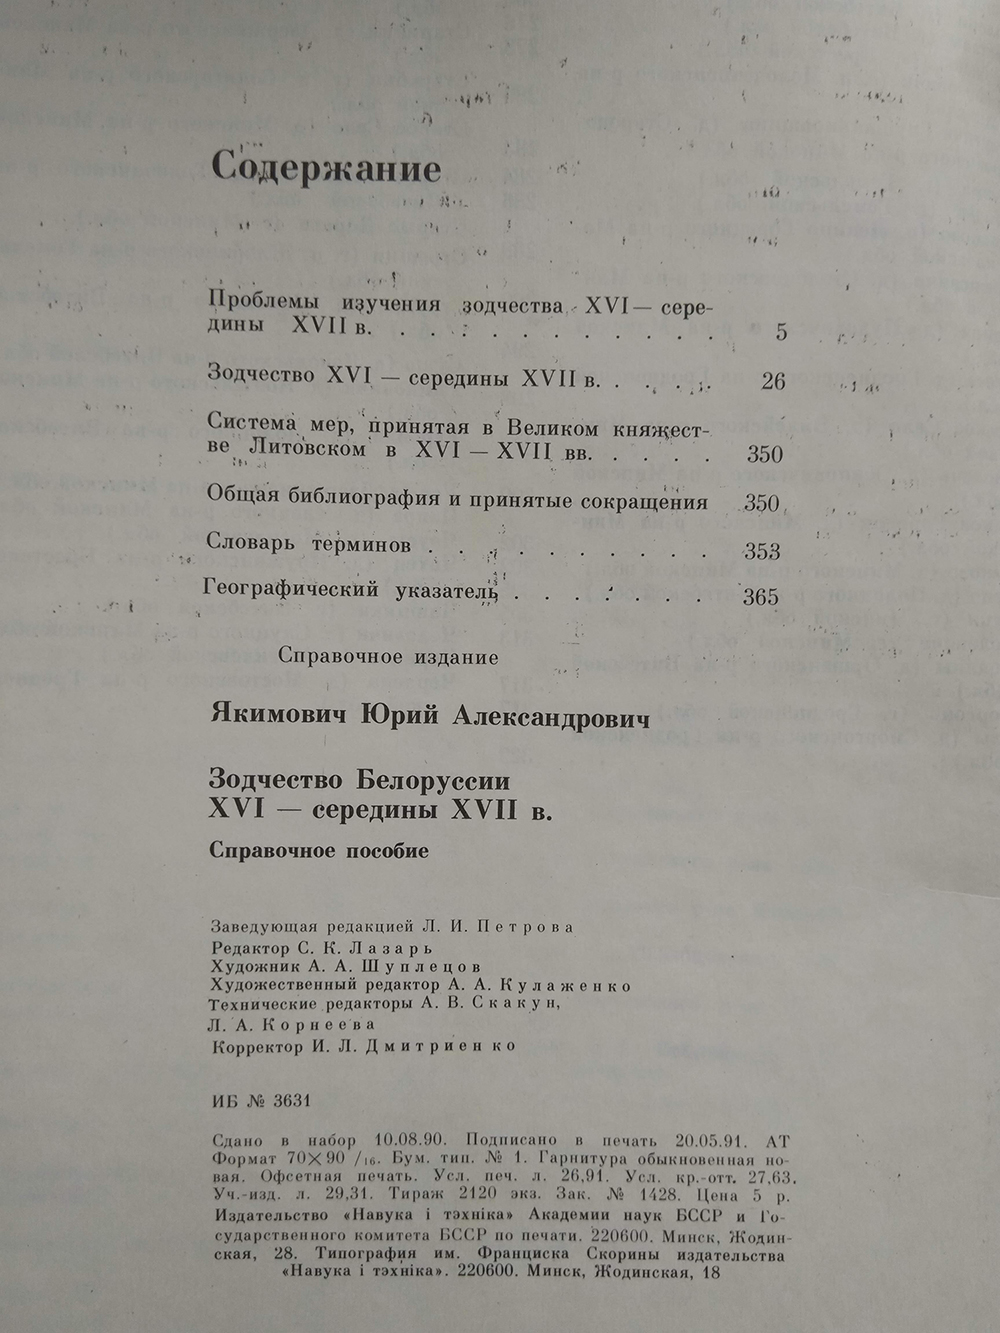 Содержание
Проблемы изучения зодчества XVI — сере-
дины XVII в. . . . . . . . . . . 5
Зодчество XVI — середины XVII в. . . . . 26
Система мер, принятая в Великом княжест-
ве Литовском в XVI — XVII вв. . . . . 350
Общая библиография и принятые сокращения 350
Словарь терминов . . . . . . . . . 353
Географический указатель . . . . . . . 365
Справочное издание
Якимович Юрий Александрович
Зодчество Белоруссии
XVI — середины XVII в.
Справочное пособие
Заведующая редакцией Л. И. Петрова
Редактор С. К. Лазарь
Художник А. А. Шуплецов
Художественный редактор А. А. Кулаженко
Технические редакторы А. В. Скакун,
Л. А. Корнеева
Корректор И. Л. Дмитриенко
ИБ № 3631
Сдано в набор 10.08.90. Подписано в печать 20.05.91. АТ
Формат 70×90 /16. Бум. тип. № 1. Гарнитура обыкновенная но-
вая. Офсетная печать. Усл. печ. л. 26,91. Усл. кр.-отт. 27,63.
Уч.-изд. л. 29,31. Тираж 2120 экз. Зак. № 1428. Цена 5 р.
Издательство «Навука і тэхніка» Академии наук БССР и Го-
сударственного комитета БССР по печати. 220600. Минск, Жодин-
ская, 28. Типография им. Франциска Скорины издательства
«Навука і тэхніка». 220600. Минск, Жодинская, 18